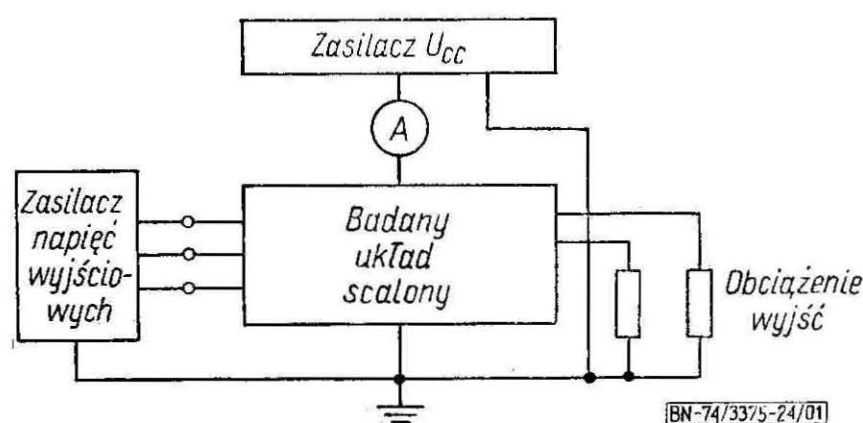 Zasilacz U_CC
A
Zasilacz
napięć
wyjścio-
wych
Badany
układ
scalony
Obciążenie
wyjść
BN-74/3375-24/01